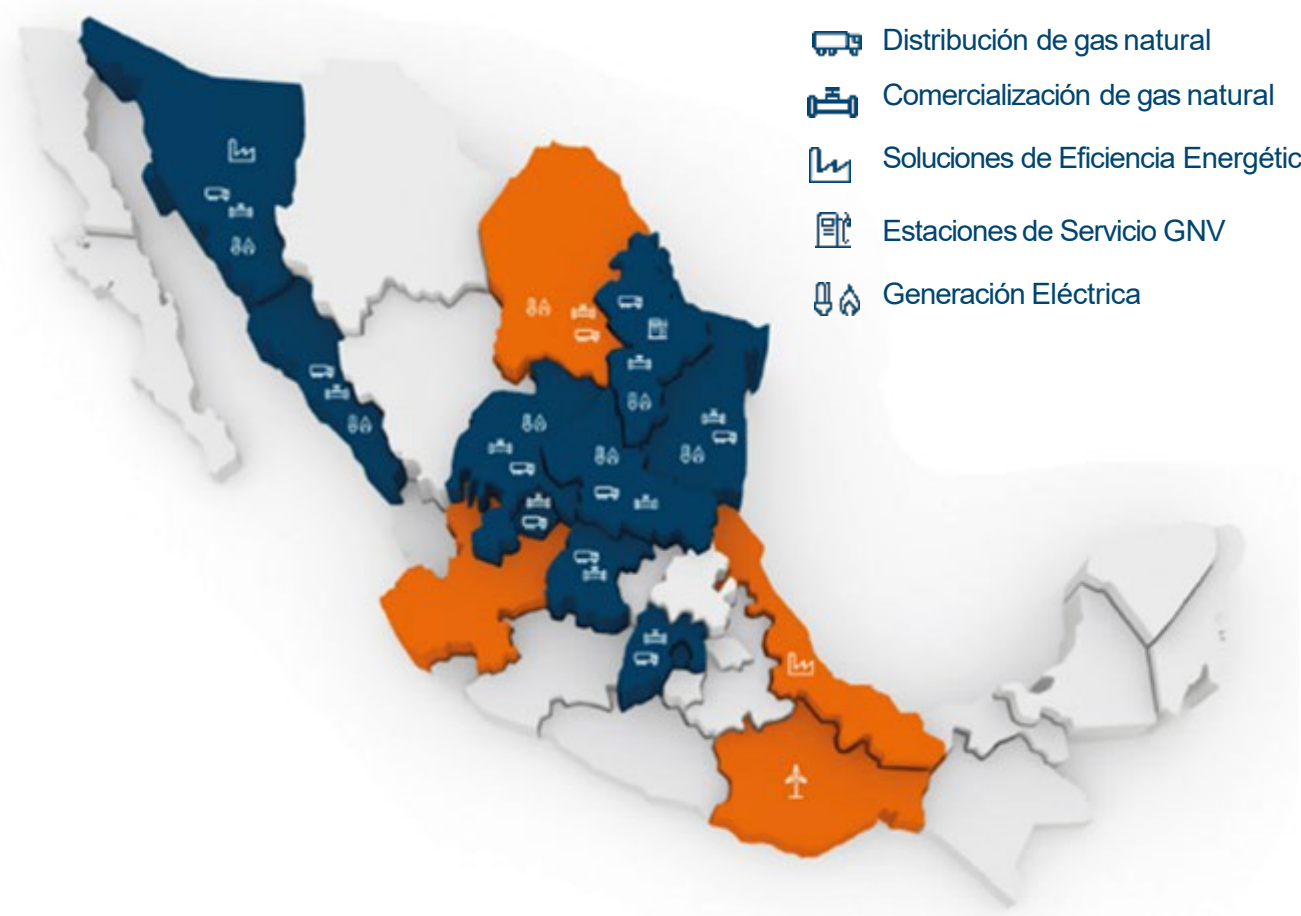 Distribución de gas natural
Comercialización de gas natural
Soluciones de Eficiencia Energétic
Estaciones de Servicio GNV
Generación Eléctrica